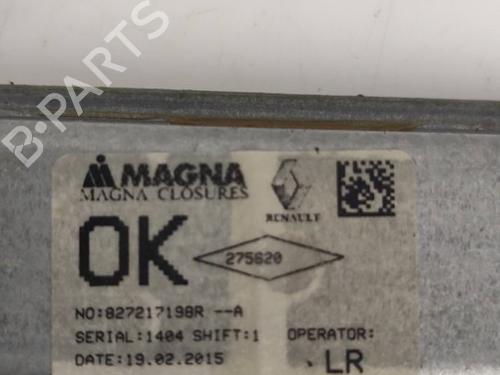 B-PARTS
MAGNA
MAGNA CLOSURES
RENAULT
OK
275620
NO:827217198R --A
SERIAL:1404 SHIFT:1 OPERATOR:
DATE:19.02.2015 LR